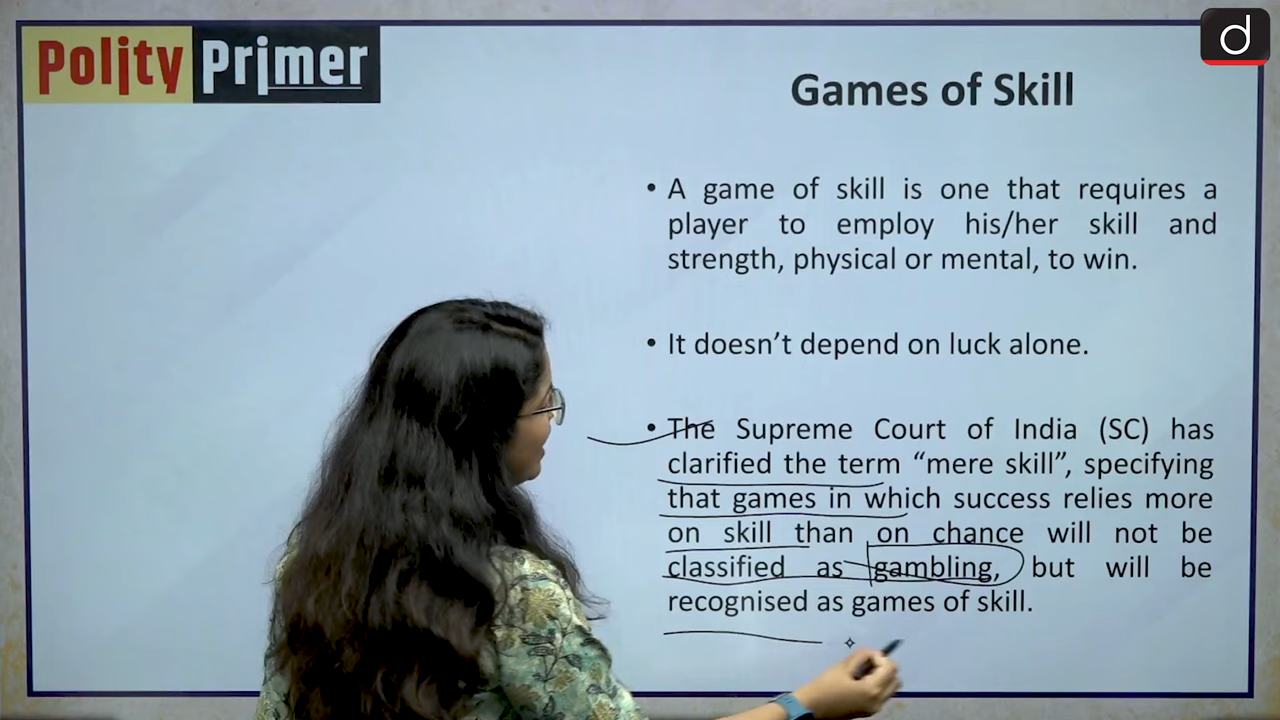 Polity Primer
d
Games of Skill
• A game of skill is one that requires a
player to employ his/her skill and
strength, physical or mental, to win.
• It doesn’t depend on luck alone.
• The Supreme Court of India (SC) has
clarified the term “mere skill”, specifying
that games in which success relies more
on skill than on chance will not be
classified as gambling, but will be
recognised as games of skill.